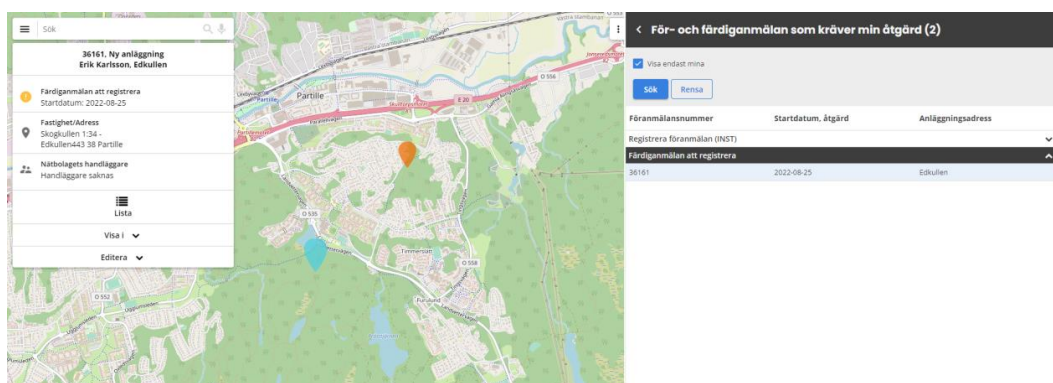 Sök
36161, Ny anläggning
Erik Karlsson, Edkullen
Färdiganmälan att registrera
Startdatum: 2022-08-25
Fastighet/Adress
Skogkullen 1:34 -
Edkullen443 38 Partille
Nätbolagets handläggare
Handläggare saknas
Lista
Visa i
Editera
Partille
Partille
E 20
O 556
O 535
Timmerslätt
O 558
Furulund
O 552
För- och färdiganmälan som kräver min åtgärd (2)
Visa endast mina
Sök Rensa
Föranmälansnummer Startdatum, åtgärd Anläggningsadress
Registrera föranmälan (INST)
Färdiganmälan att registrera
36161 2022-08-25 Edkullen